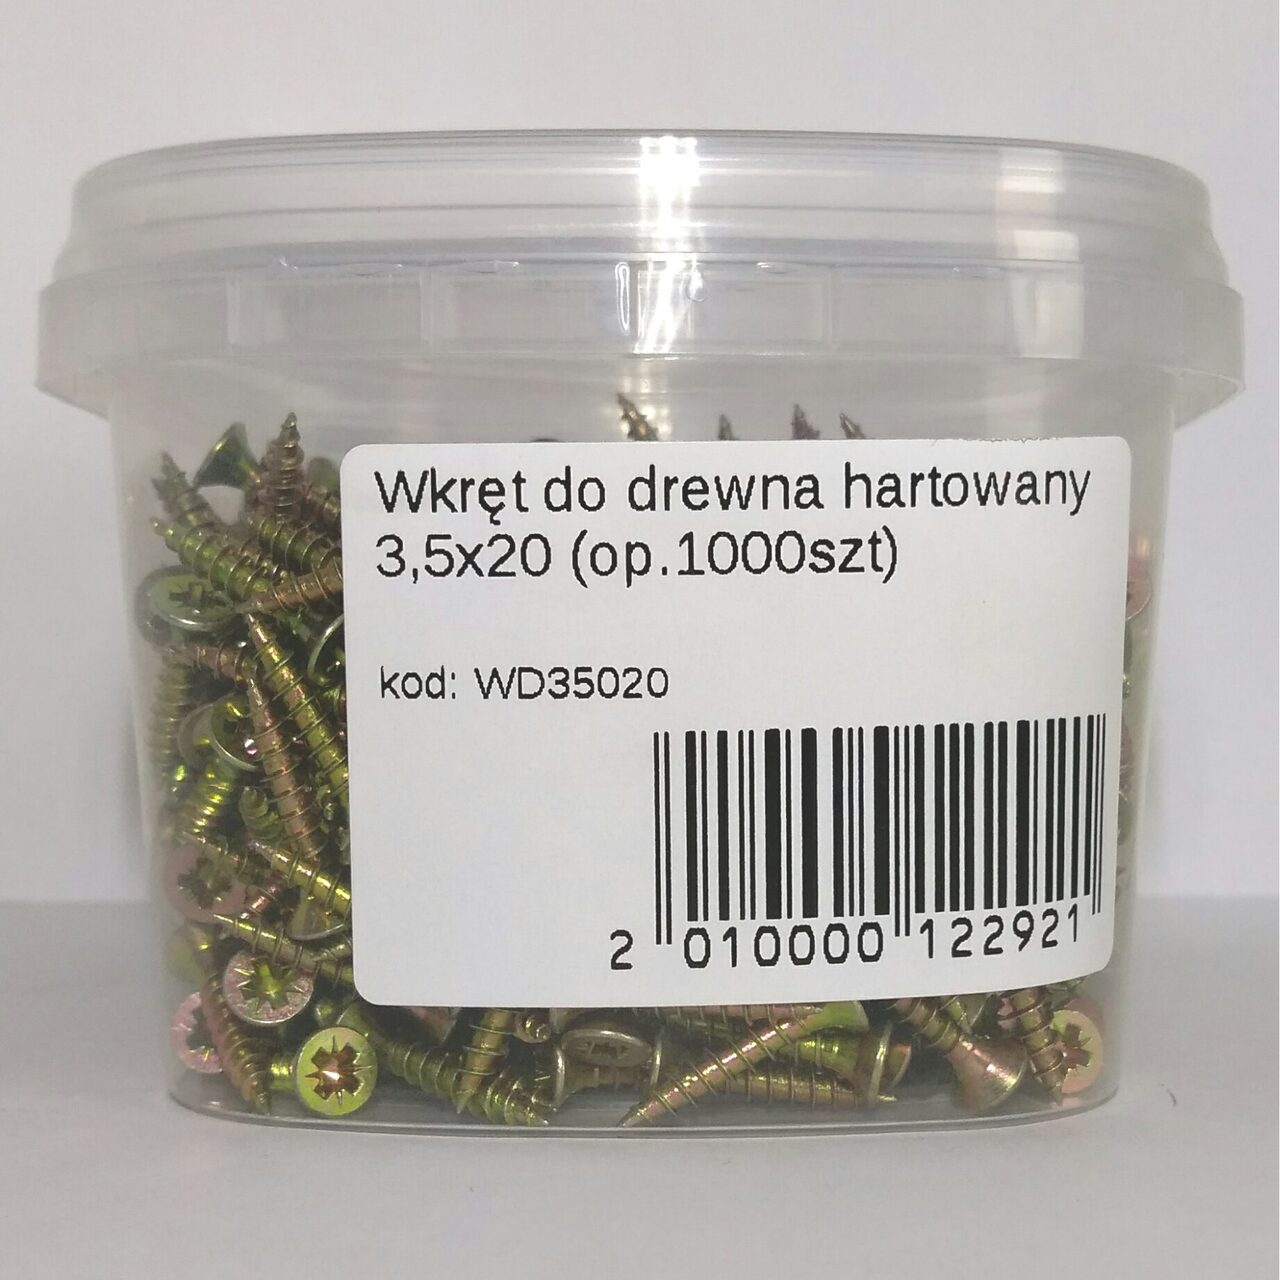 Wkręt do drewna hartowany
3,5x20 (op.1000szt)
kod: WD35020
2 010000 122921